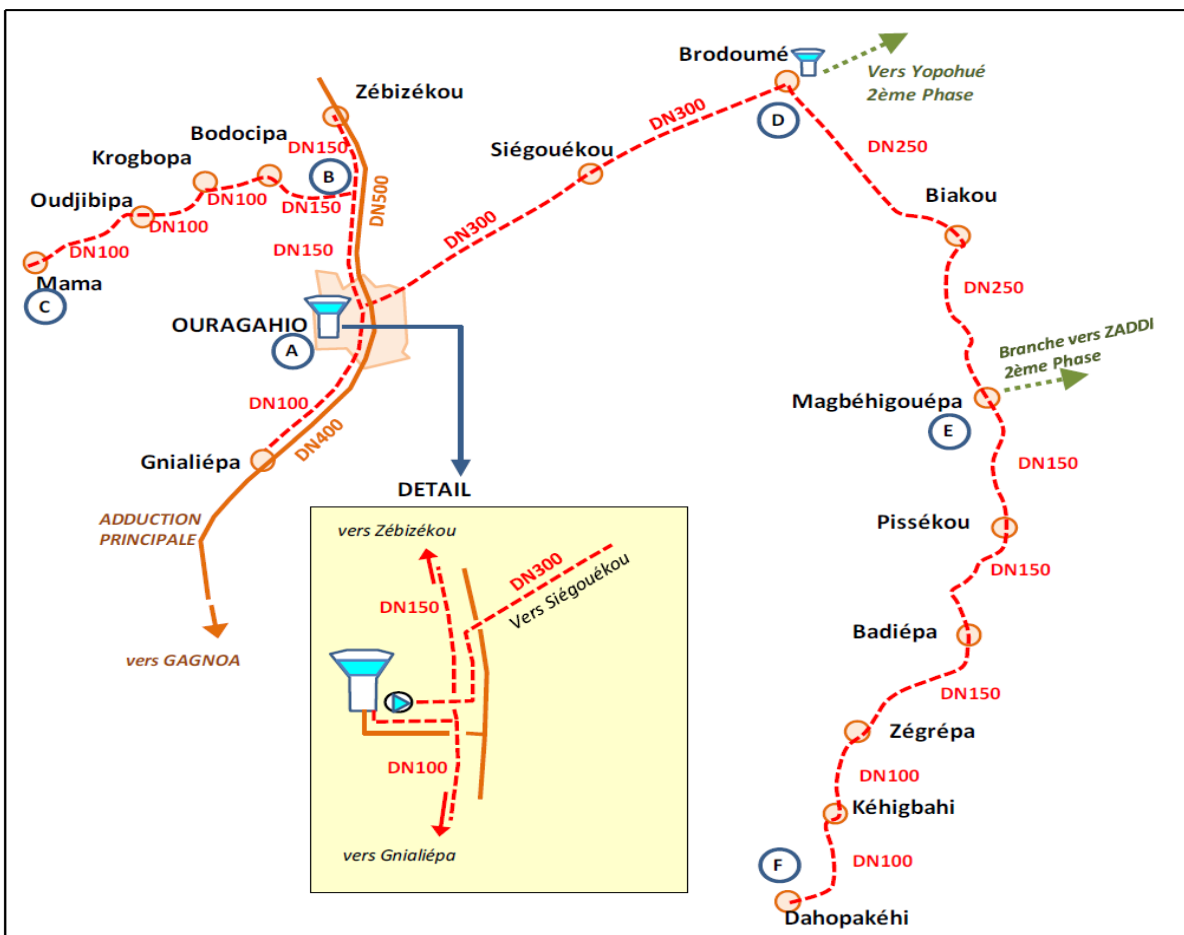 Brodoumé
Vers Yopohué
2ème Phase
Zébizékou
D
DN300
Bodocipa
DN150
Siégouékou
DN250
Krogbopa
B
DN500
Oudjibipa
DN100
DN150
Biakou
DN100
DN300
DN100
DN150
Mama
DN250
C
OURAGAHIO
A
Branche vers ZADDI
2ème Phase
DN100
Magbéhigouépa
E
DN400
Gnialiépa
DN150
DETAIL
ADDUCTION
PRINCIPALE
Pissékou
vers Zébizékou
DN300
Vers Siégouékou
DN150
DN150
Badiépa
vers GAGNOA
DN150
Zégrépa
DN100
DN100
Kéhigbahi
vers Gnialiépa
DN100
F
Dahopakéhi